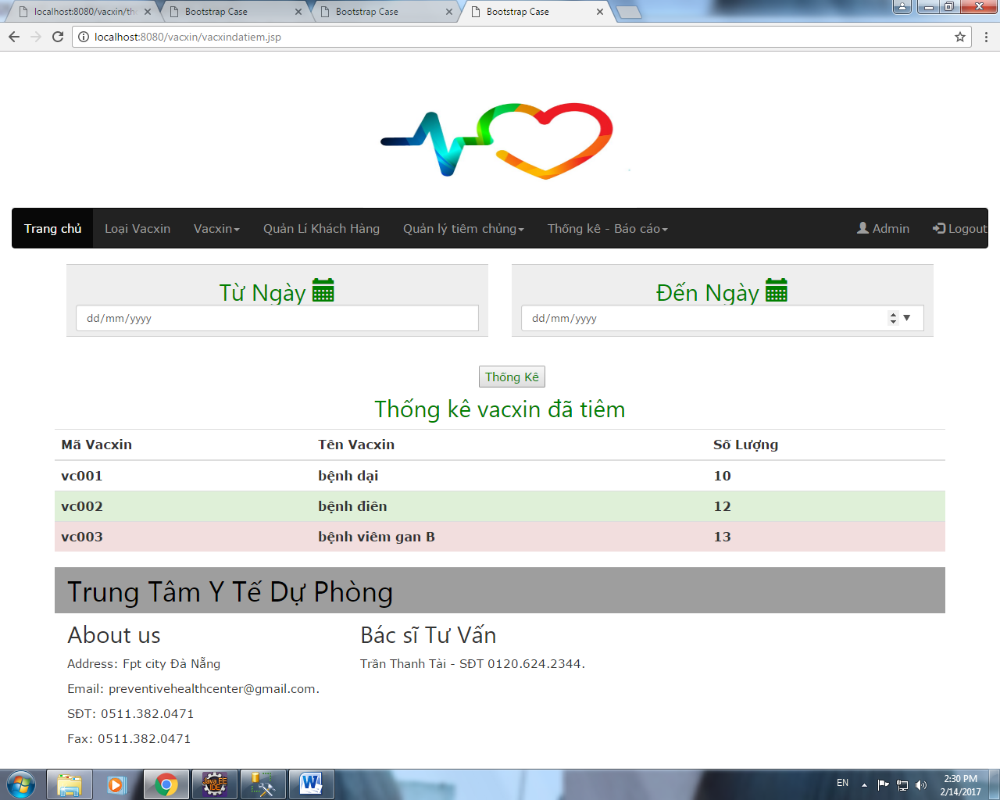 localhost:8080/vacxin/th
Bootstrap Case
Bootstrap Case
Bootstrap Case
localhost:8080/vacxin/vacxindatiem.jsp
Trang chủ Loại Vacxin Vacxin Quản Lí Khách Hàng Quản lý tiêm chủng Thống kê - Báo cáo Admin Logout
Từ Ngày
dd/mm/yyyy
Đến Ngày
dd/mm/yyyy
Thống Kê
Thống kê vacxin đã tiêm
Mã Vacxin Tên Vacxin Số Lượng
vc001 bệnh dại 10
vc002 bệnh điên 12
vc003 bệnh viêm gan B 13
Trung Tâm Y Tế Dự Phòng
About us
Address: Fpt city Đà Nẵng
Email: preventivehealthcenter@gmail.com.
SĐT: 0511.382.0471
Fax: 0511.382.0471
Bác sĩ Tư Vấn
Trần Thanh Tài - SĐT 0120.624.2344.
Java EE
IDE
W
EN
2:30 PM
2/14/2017